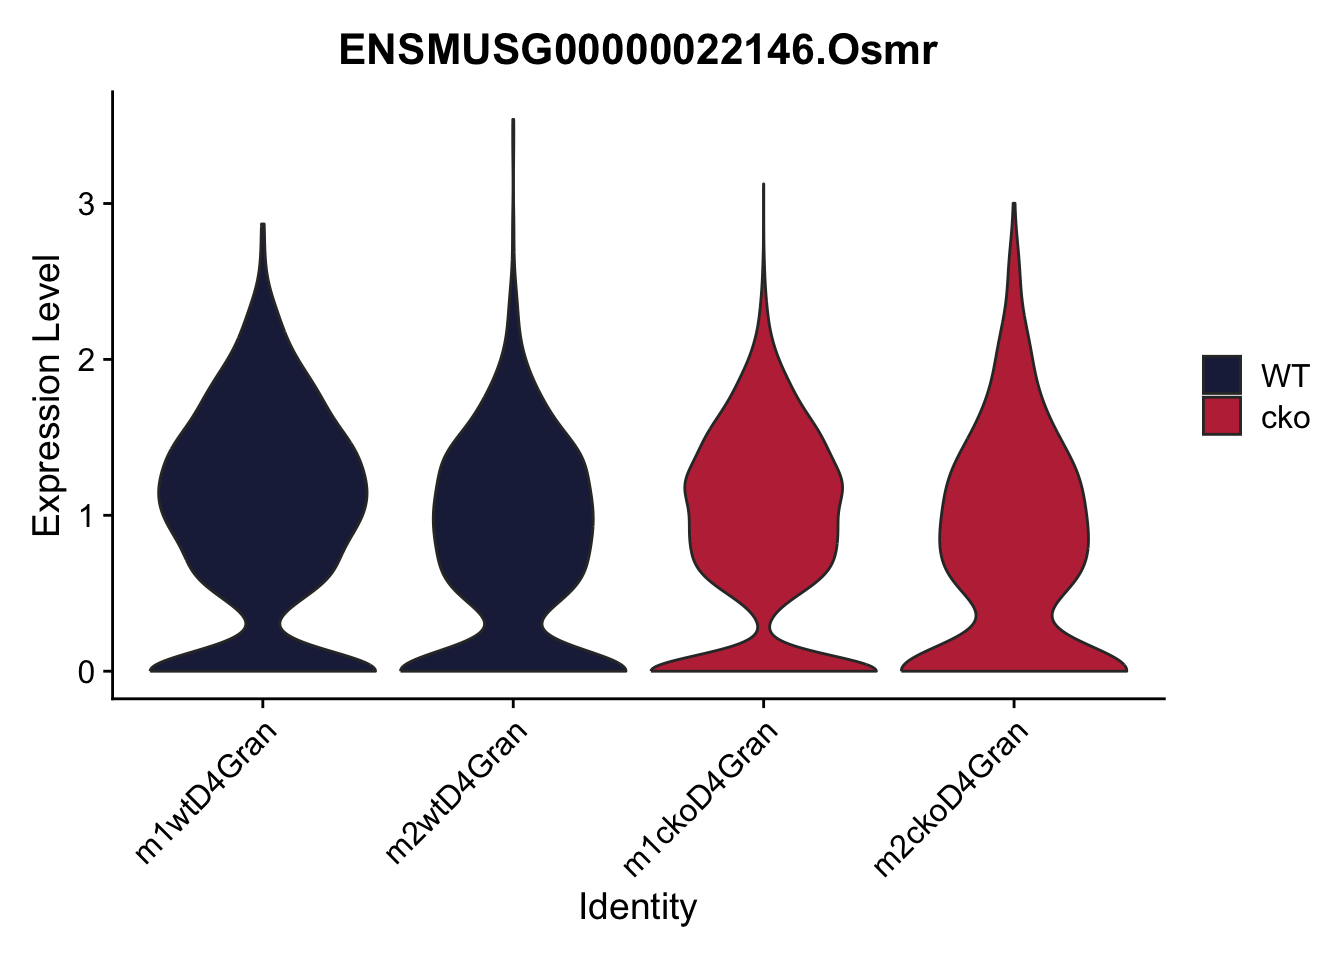 ENSMUSG00000022146.Osmr
Expression Level
3
2
1
0
WT
cko
m1wtD4Gran
m2wtD4Gran
m1ckoD4Gran
m2ckoD4Gran
Identity